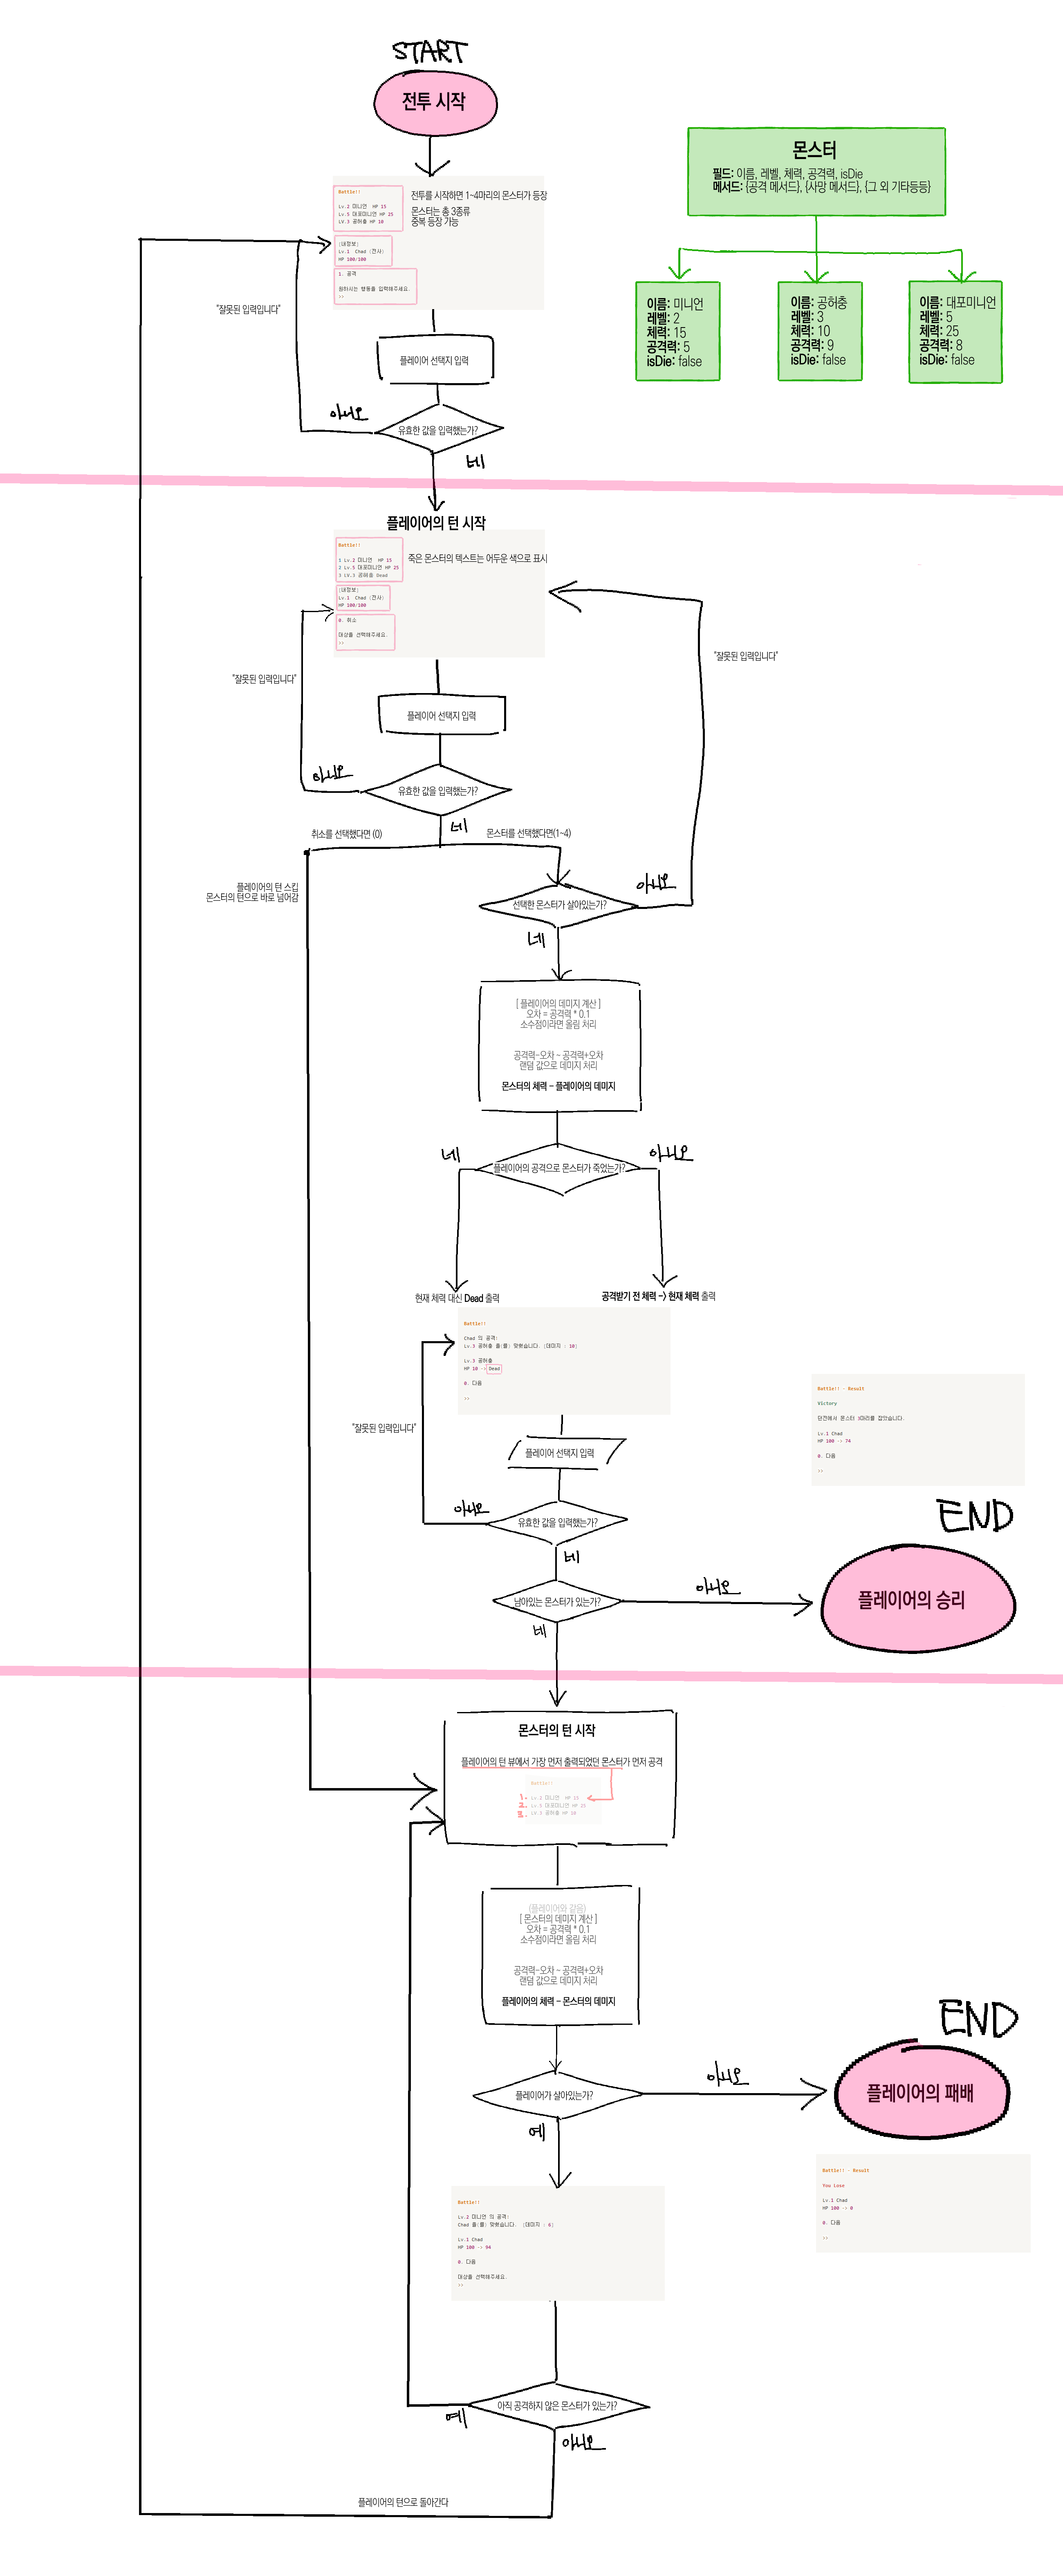 START
전투 시작
Battle!!
Lv.2 미니언  HP 15
Lv.5 대포미니언 HP 25
LV.3 공허충 HP 10
[내정보]
Lv.1  Chad (전사)
HP 100/100
1. 공격
원하시는 행동을 입력해주세요.
>>
전투를 시작하면 1~4마리의 몬스터가 등장
몬스터는 총 3종류
중복 등장 가능
몬스터
필드: 이름, 레벨, 체력, 공격력, isDie
메서드: {공격 메서드}, {사망 메서드}, {그 외 기타등등}
이름: 미니언
레벨: 2
체력: 15
공격력: 5
isDie: false
이름: 공허충
레벨: 3
체력: 10
공격력: 9
isDie: false
이름: 대포미니언
레벨: 5
체력: 25
공격력: 8
isDie: false
"잘못된 입력입니다"
플레이어 선택지 입력
아니오
유효한 값을 입력했는가?
네
플레이어의 턴 시작
Battle!!
1 Lv.2 미니언  HP 15
2 Lv.5 대포미니언 HP 25
3 LV.3 공허충 Dead
[내정보]
Lv.1  Chad (전사)
HP 100/100
0. 취소
대상을 선택해주세요.
>>
죽은 몬스터의 텍스트는 어두운 색으로 표시
"잘못된 입력입니다"
"잘못된 입력입니다"
플레이어 선택지 입력
아니오
유효한 값을 입력했는가?
네
취소를 선택했다면 (0)
몬스터를 선택했다면(1~4)
플레이어의 턴 스킵
몬스터의 턴으로 바로 넘어감
선택한 몬스터가 살아있는가?
아니오
네
[ 플레이어의 데미지 계산 ]
오차 = 공격력 * 0.1
소수점이라면 올림 처리
공격력-오차 ~ 공격력+오차
랜덤 값으로 데미지 처리
몬스터의 체력 - 플레이어의 데미지
네
플레이어의 공격으로 몬스터가 죽었는가?
아니오
현재 체력 대신 Dead 출력
공격받기 전 체력 -> 현재 체력 출력
Battle!!
Chad 의 공격!
Lv.3 공허충 을(를) 맞췄습니다. [데미지 : 10]
Lv.3 공허충
HP 10 -> Dead
0. 다음
>>
"잘못된 입력입니다"
플레이어 선택지 입력
아니오
유효한 값을 입력했는가?
네
남아있는 몬스터가 있는가?
아니오
네
Battle!! - Result
Victory
던전에서 몬스터 3마리를 잡았습니다.
Lv.1 Chad
HP 100 -> 74
0. 다음
>>
END
플레이어의 승리
몬스터의 턴 시작
플레이어의 턴 뷰에서 가장 먼저 출력되었던 몬스터가 먼저 공격
Battle!!
1. Lv.2 미니언  HP 15
2. Lv.5 대포미니언 HP 25
3. LV.3 공허충 HP 10
(플레이어와 같음)
[ 몬스터의 데미지 계산 ]
오차 = 공격력 * 0.1
소수점이라면 올림 처리
공격력-오차 ~ 공격력+오차
랜덤 값으로 데미지 처리
플레이어의 체력 - 몬스터의 데미지
플레이어가 살아있는가?
아니오
예
END
플레이어의 패배
Battle!! - Result
You Lose
Lv.1 Chad
HP 100 -> 0
0. 다음
>>
Battle!!
Lv.2 미니언 의 공격!
Chad 을(를) 맞췄습니다.  [데미지 : 6]
Lv.1 Chad
HP 100 -> 94
0. 다음
대상을 선택해주세요.
>>
아직 공격하지 않은 몬스터가 있는가?
예
아니오
플레이어의 턴으로 돌아간다